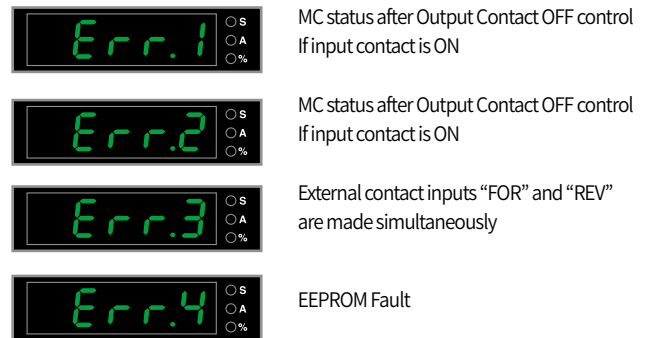 Err.1
S
A
%
MC status after Output Contact OFF control
If input contact is ON
Err.2
S
A
%
MC status after Output Contact OFF control
If input contact is ON
Err.3
S
A
%
External contact inputs “FOR” and “REV”
are made simultaneously
Err.4
S
A
%
EEPROM Fault